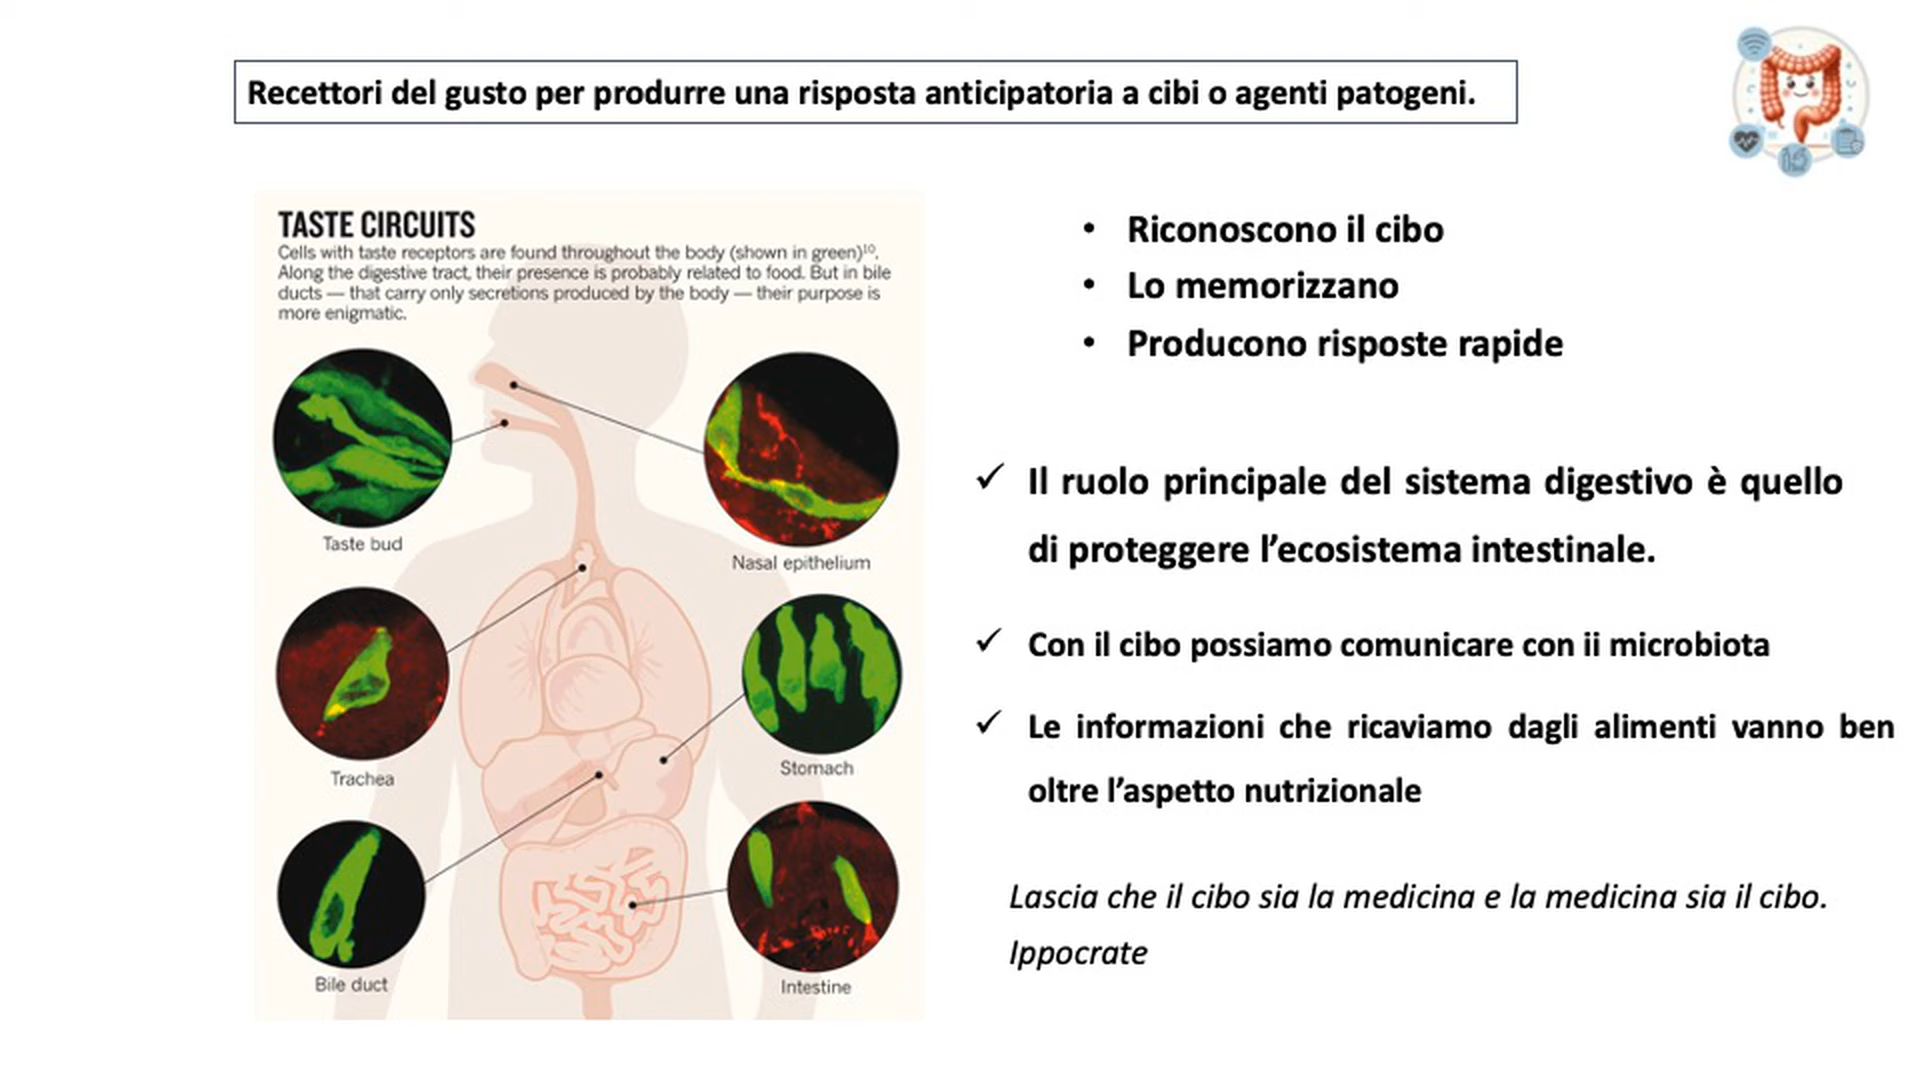 Recettori del gusto per produrre una risposta anticipatoria a cibi o agenti patogeni.
TASTE CIRCUITS
Cells with taste receptors are found throughout the body (shown in green)¹⁰.
Along the digestive tract, their presence is probably related to food. But in bile
ducts — that carry only secretions produced by the body — their purpose is
more enigmatic.
Taste bud
Nasal epithelium
Trachea
Stomach
Bile duct
Intestine
• Riconoscono il cibo
• Lo memorizzano
• Producono risposte rapide
✓ Il ruolo principale del sistema digestivo è quello
di proteggere l’ecosistema intestinale.
✓ Con il cibo possiamo comunicare con ii microbiota
✓ Le informazioni che ricaviamo dagli alimenti vanno ben
oltre l’aspetto nutrizionale
Lascia che il cibo sia la medicina e la medicina sia il cibo.
Ippocrate